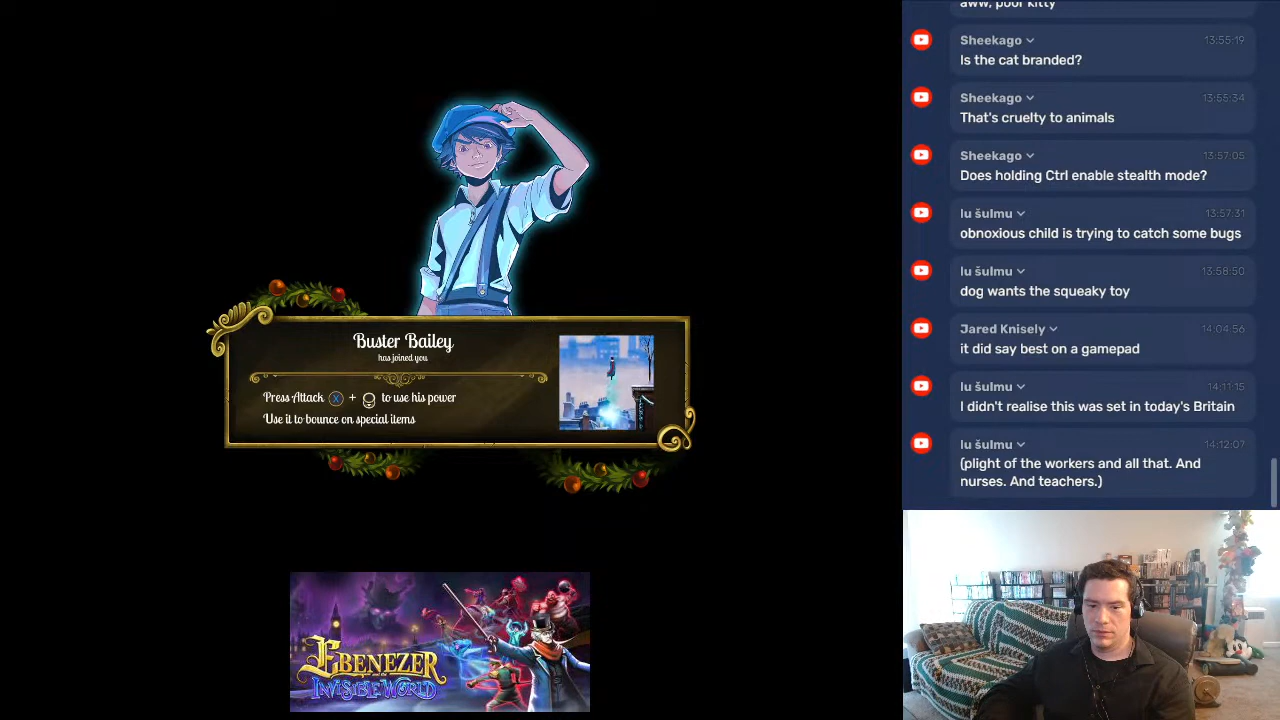 aww, poor kitty
Sheekago 13:55:19
Is the cat branded?
Sheekago 13:55:34
That's cruelty to animals
Sheekago 13:57:05
Does holding Ctrl enable stealth mode?
lu šulmu 13:57:31
obnoxious child is trying to catch some bugs
lu šulmu 13:58:50
dog wants the squeaky toy
Jared Knisely 14:04:56
it did say best on a gamepad
lu šulmu 14:11:15
I didn't realise this was set in today's Britain
lu šulmu 14:12:07
(plight of the workers and all that. And
nurses. And teachers.)
Buster Bailey
has joined you
Press Attack X + to use his power
Use it to bounce on special items
EBENEZER
AND THE
INVISIBLE WORLD